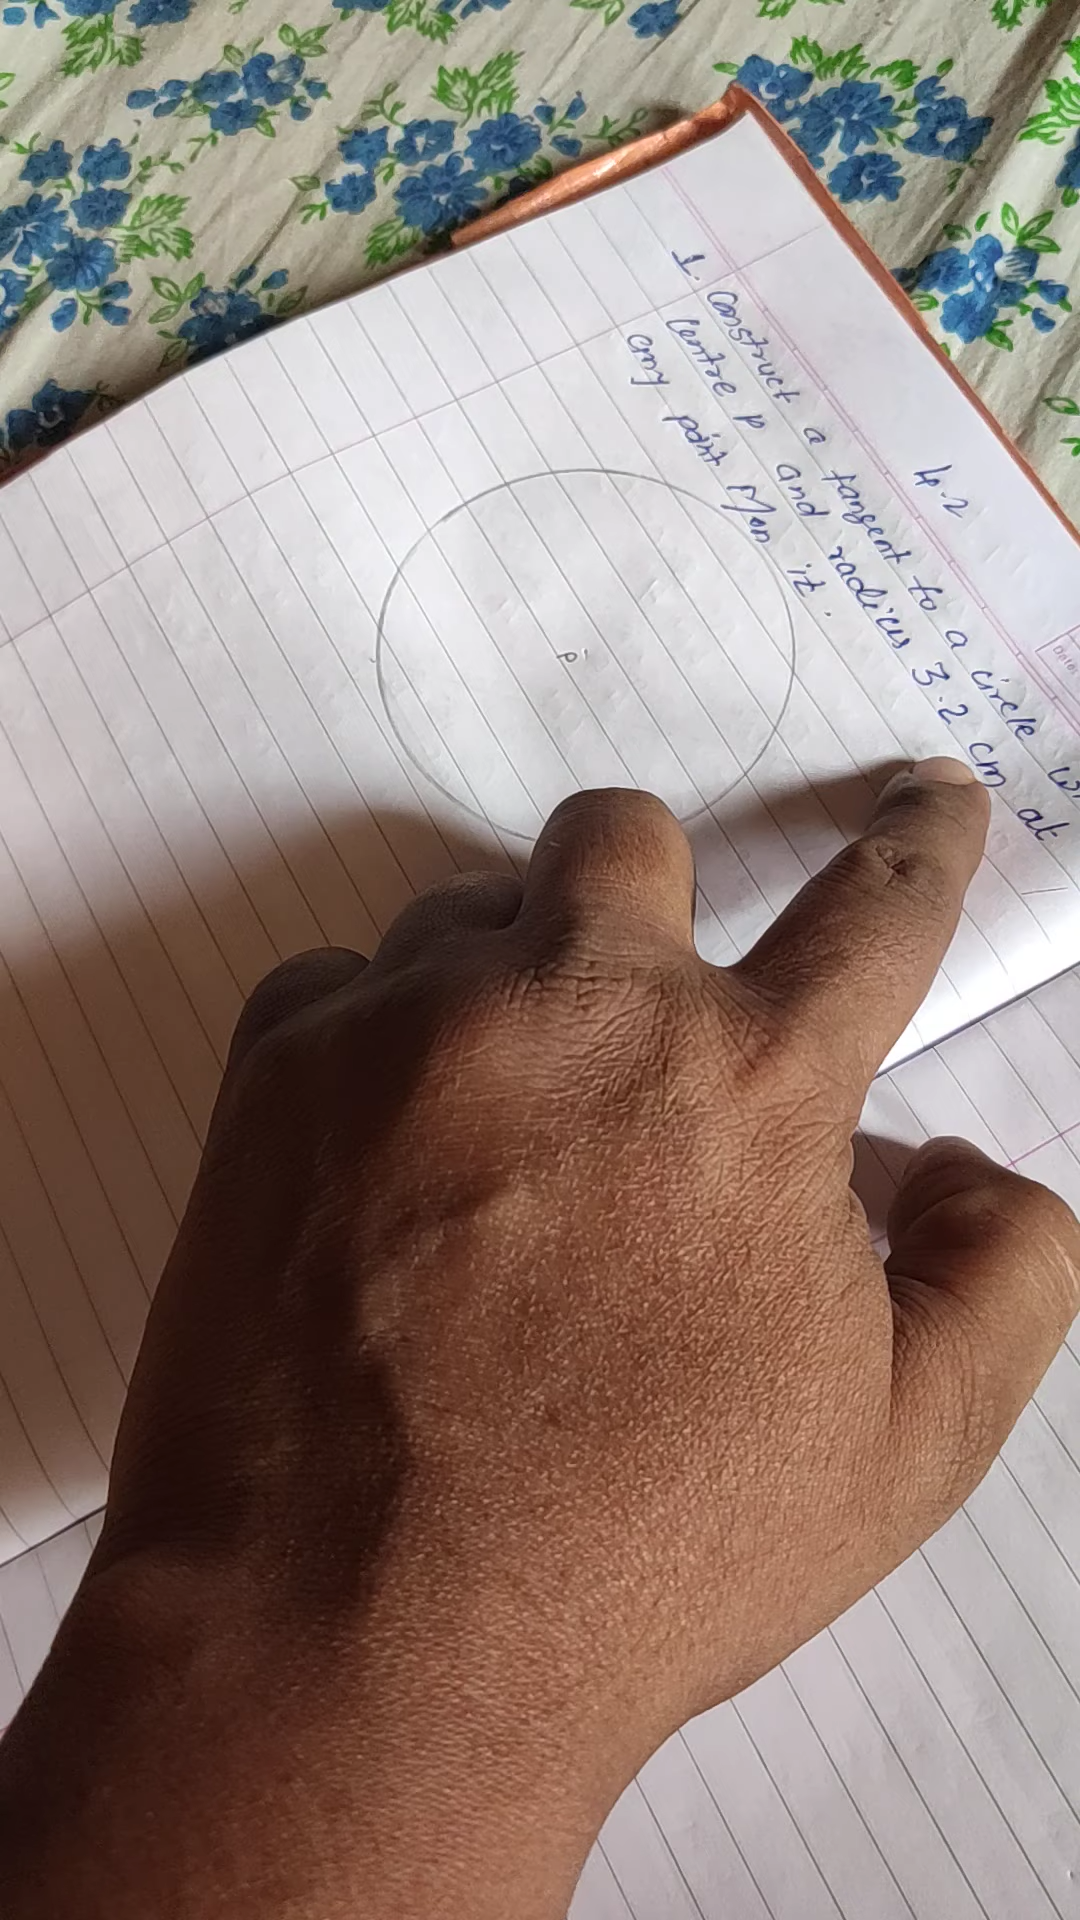 4.2
1. Construct a tangent to a circle
centre p and radius 3.2 cm at
any point M on it.
P